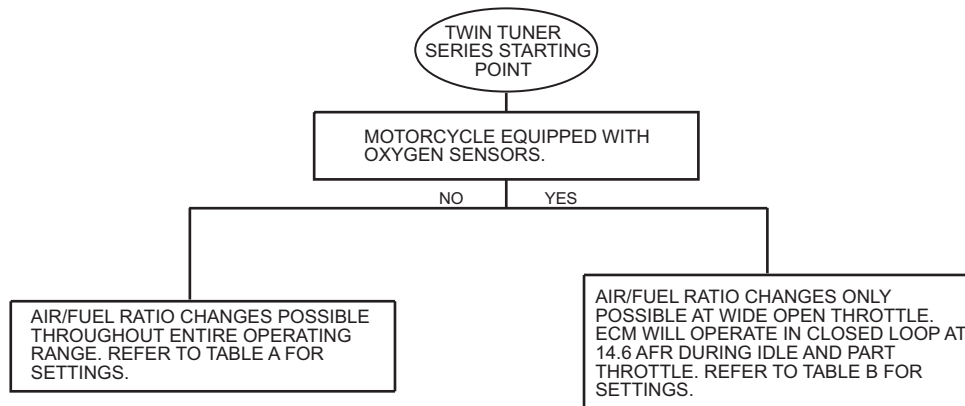 TWIN TUNER
SERIES STARTING
POINT
MOTORCYCLE EQUIPPED WITH
OXYGEN SENSORS.
NO
YES
AIR/FUEL RATIO CHANGES POSSIBLE
THROUGHOUT ENTIRE OPERATING
RANGE. REFER TO TABLE A FOR
SETTINGS.
AIR/FUEL RATIO CHANGES ONLY
POSSIBLE AT WIDE OPEN THROTTLE.
ECM WILL OPERATE IN CLOSED LOOP AT
14.6 AFR DURING IDLE AND PART
THROTTLE. REFER TO TABLE B FOR
SETTINGS.